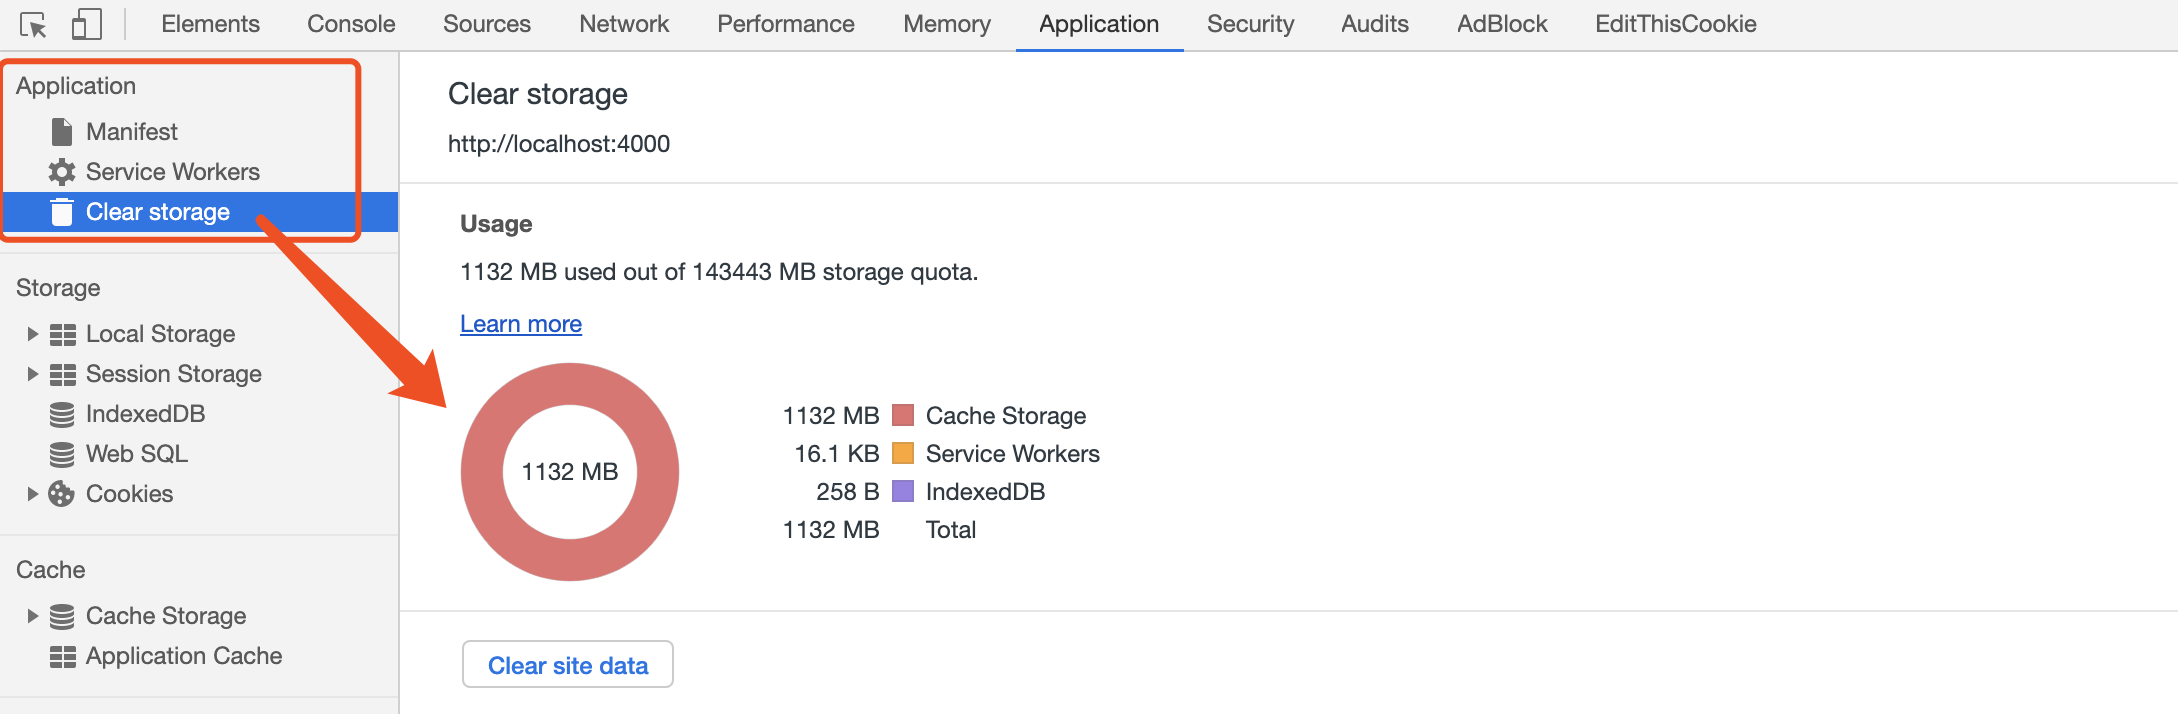 Elements Console Sources Network Performance Memory Application Security Audits AdBlock EditThisCookie
Application
Manifest
Service Workers
Clear storage
Storage
Local Storage
Session Storage
IndexedDB
Web SQL
Cookies
Cache
Cache Storage
Application Cache
Clear storage
http://localhost:4000
Usage
1132 MB used out of 143443 MB storage quota.
Learn more
1132 MB
1132 MB Cache Storage
16.1 KB Service Workers
258 B IndexedDB
1132 MB Total
Clear site data